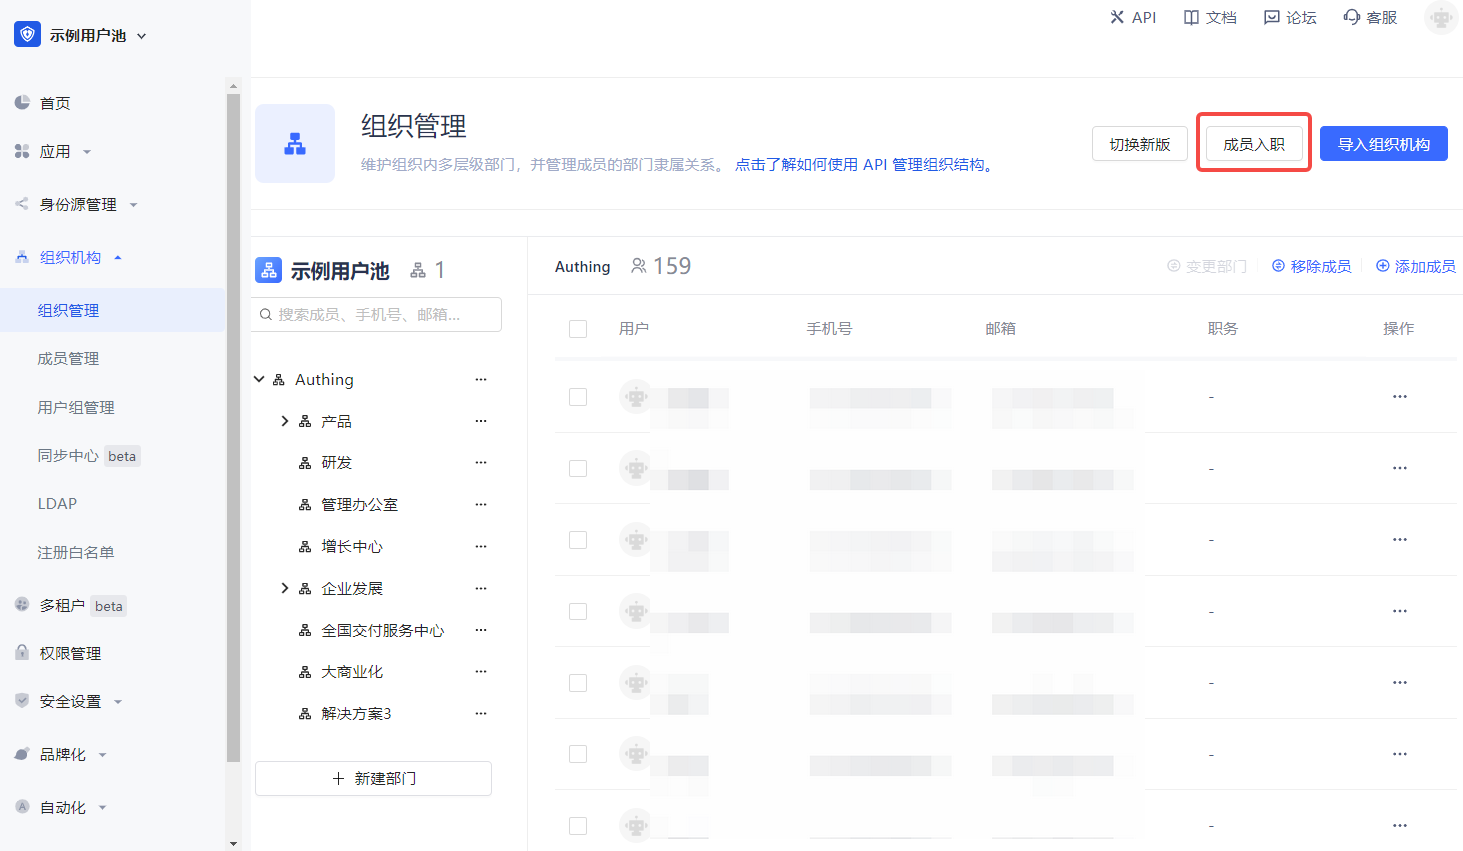 示例用户池
API 文档 论坛 客服
首页
应用
身份源管理
组织机构
组织管理
成员管理
用户组管理
同步中心 beta
LDAP
注册白名单
多租户 beta
权限管理
安全设置
品牌化
自动化
组织管理
维护组织内多层级部门，并管理成员的部门隶属关系。 点击了解如何使用 API 管理组织结构。
切换新版 成员入职 导入组织机构
示例用户池 1
搜索成员、手机号、邮箱...
Authing
产品
研发
管理办公室
增长中心
企业发展
全国交付服务中心
大商业化
解决方案3
新建部门
Authing 159
变更部门 移除成员 添加成员
用户 手机号 邮箱 职务 操作
-
-
-
-
-
-
-